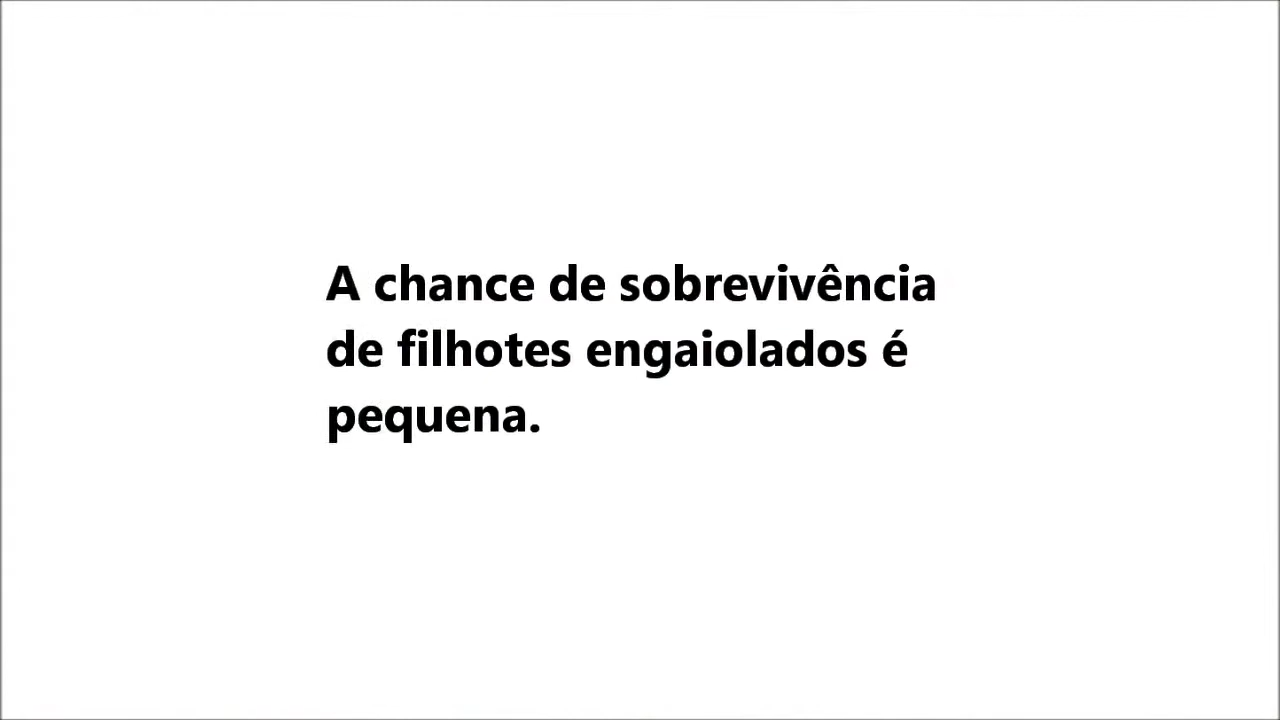 A chance de sobrevivência
de filhotes engaiolados é
pequena.